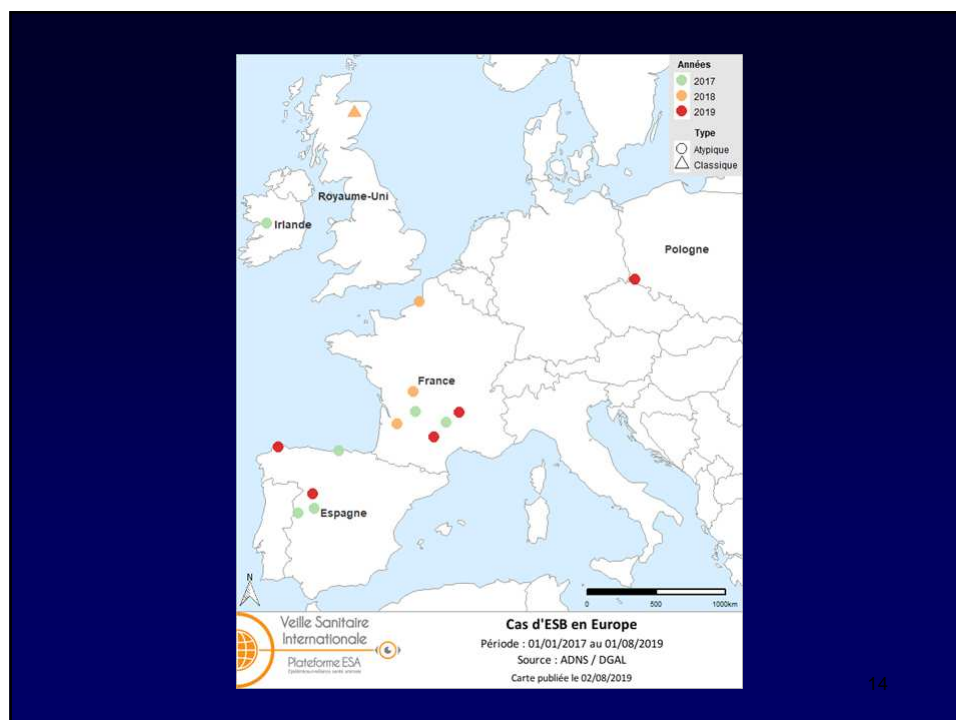 Années
2017
2018
2019
Type
Atypique
Classique
Royaume-Uni
Irlande
Pologne
France
Espagne
N
0 500 1000km
Veille Sanitaire
Internationale
Plateforme ESA
Cas d'ESB en Europe
Période : 01/01/2017 au 01/08/2019
Source : ADNS / DGAL
Carte publiée le 02/08/2019
14